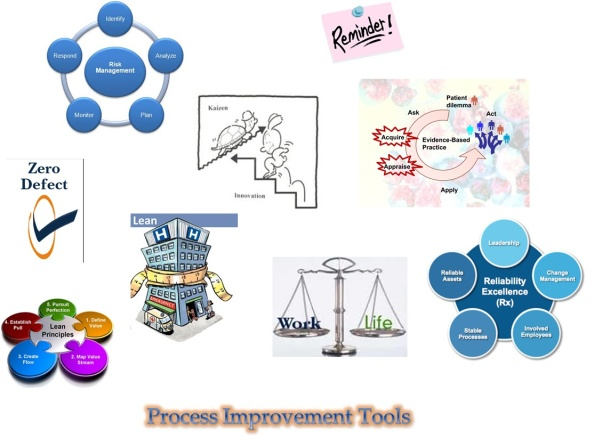 Reminder!
Identify
Respond
Analyze
Risk
Management
Monitor
Plan
Kaizen
Innovation
Patient
dilemma
Ask
Act
Acquire
Evidence-Based
Practice
Appraise
Apply
Zero
Defect
Lean
H
H
Work
Life
Leadership
Reliable
Assets
Change
Management
Reliability
Excellence
(Rx)
Stable
Processes
Involved
Employees
5. Pursuit
Perfection
4. Establish
Pull
1. Define
Value
Lean
Principles
3. Create
Flow
2. Map Value
Stream
Process Improvement Tools